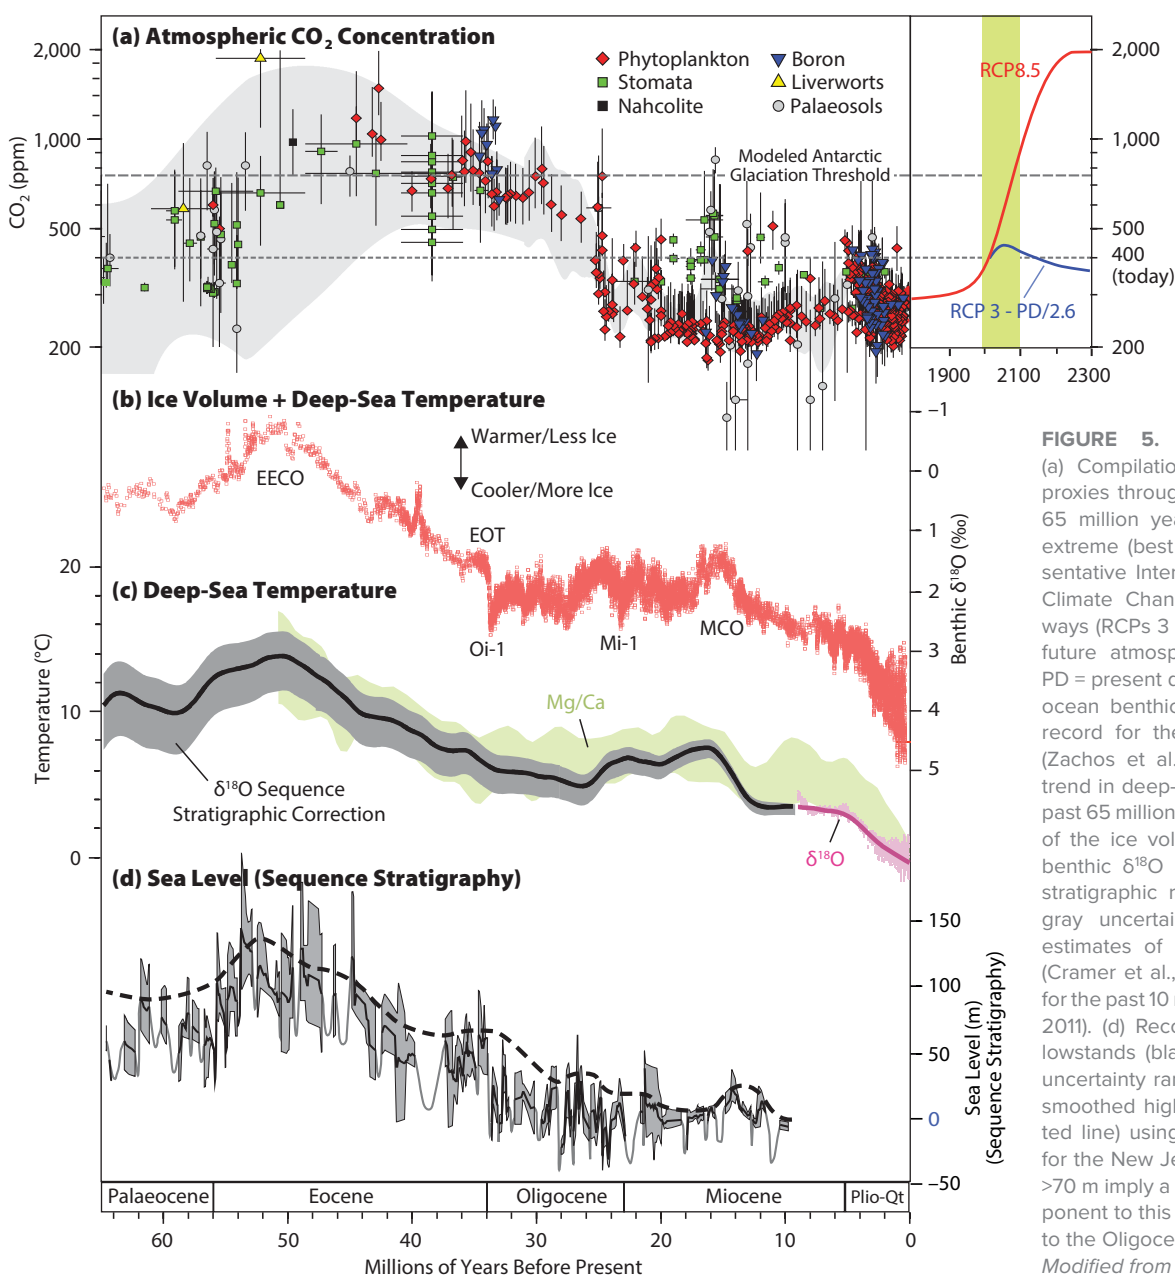 (a) Atmospheric CO₂ Concentration
2,000
1,000
500
200
CO₂ (ppm)
Phytoplankton
Stomata
Nahcolite
Boron
Liverworts
Palaeosols
Modeled Antarctic
Glaciation Threshold
RCP8.5
RCP 3 - PD/2.6
2,000
1,000
500
400
(today)
200
1900
2100
2300
(b) Ice Volume + Deep-Sea Temperature
Warmer/Less Ice
Cooler/More Ice
EECO
EOT
Oi-1
Mi-1
MCO
−1
0
1
2
3
4
5
Benthic δ¹⁸O (‰)
(c) Deep-Sea Temperature
20
10
0
Temperature (°C)
Mg/Ca
δ¹⁸O Sequence
Stratigraphic Correction
δ¹⁸O
(d) Sea Level (Sequence Stratigraphy)
150
100
50
0
−50
Sea Level (m)
(Sequence Stratigraphy)
Palaeocene
Eocene
Oligocene
Miocene
Plio-Qt
60
50
40
30
20
10
0
Millions of Years Before Present
FIGURE 5.
(a) Compilatio
proxies throug
65 million yea
extreme (best
sentative Inter
Climate Chan
ways (RCPs 3
future atmosp
PD = present d
ocean benthic
record for the
(Zachos et al.
trend in deep-
past 65 million
of the ice volu
benthic δ¹⁸O
stratigraphic r
gray uncertai
estimates of
(Cramer et al.,
for the past 10
2011). (d) Reco
lowstands (bla
uncertainty ran
smoothed high
ted line) using
for the New Je
>70 m imply a
ponent to this
to the Oligoce
Modified from